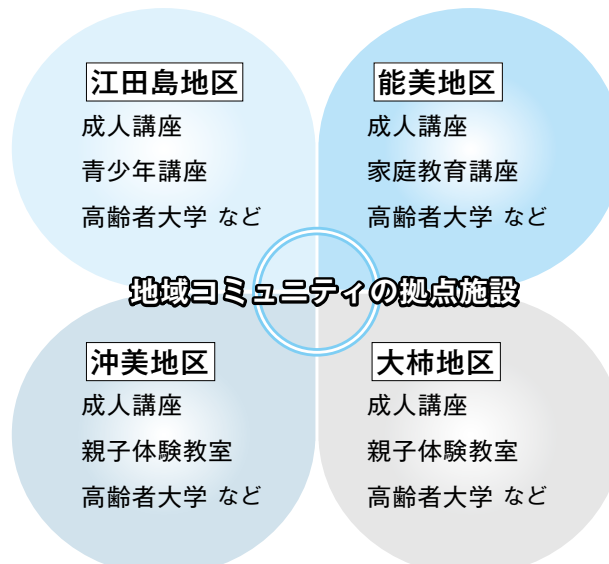 江田島地区
成人講座
青少年講座
高齢者大学 など
能美地区
成人講座
家庭教育講座
高齢者大学 など
地域コミュニティの拠点施設
沖美地区
成人講座
親子体験教室
高齢者大学 など
大柿地区
成人講座
親子体験教室
高齢者大学 など